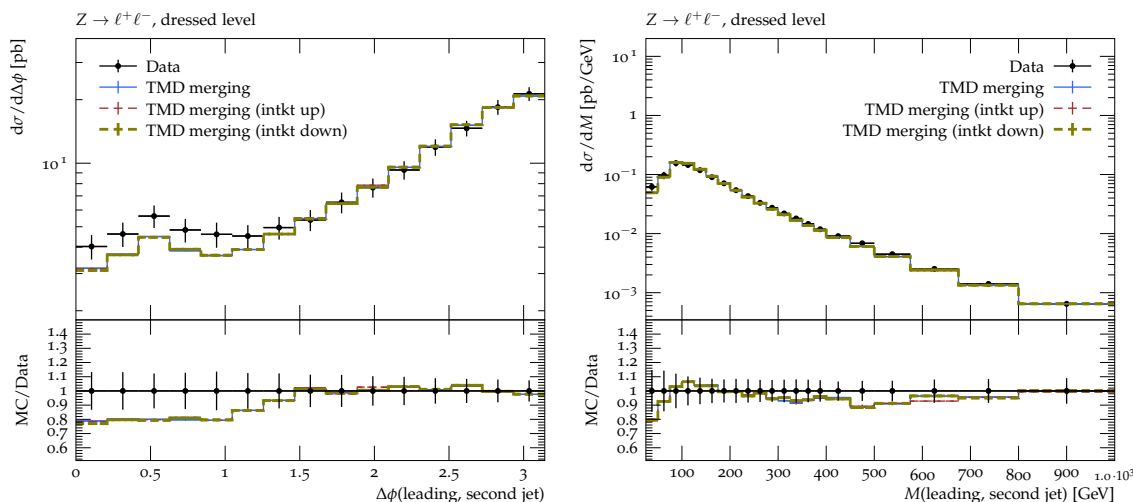 Z → ℓ⁺ℓ⁻, dressed level
dσ/dΔϕ [pb]
Data
TMD merging
TMD merging (intkt up)
TMD merging (intkt down)
10¹
MC/Data
1.4
1.3
1.2
1.1
1.0
0.9
0.8
0.7
0.6
0 0.5 1 1.5 2 2.5 3
Δϕ(leading, second jet)
Z → ℓ⁺ℓ⁻, dressed level
dσ/dM [pb/GeV]
Data
TMD merging
TMD merging (intkt up)
TMD merging (intkt down)
10¹
1
10⁻¹
10⁻²
10⁻³
MC/Data
1.4
1.3
1.2
1.1
1.0
0.9
0.8
0.7
0.6
100 200 300 400 500 600 700 800 900 1.0·10³
M(leading, second jet) [GeV]